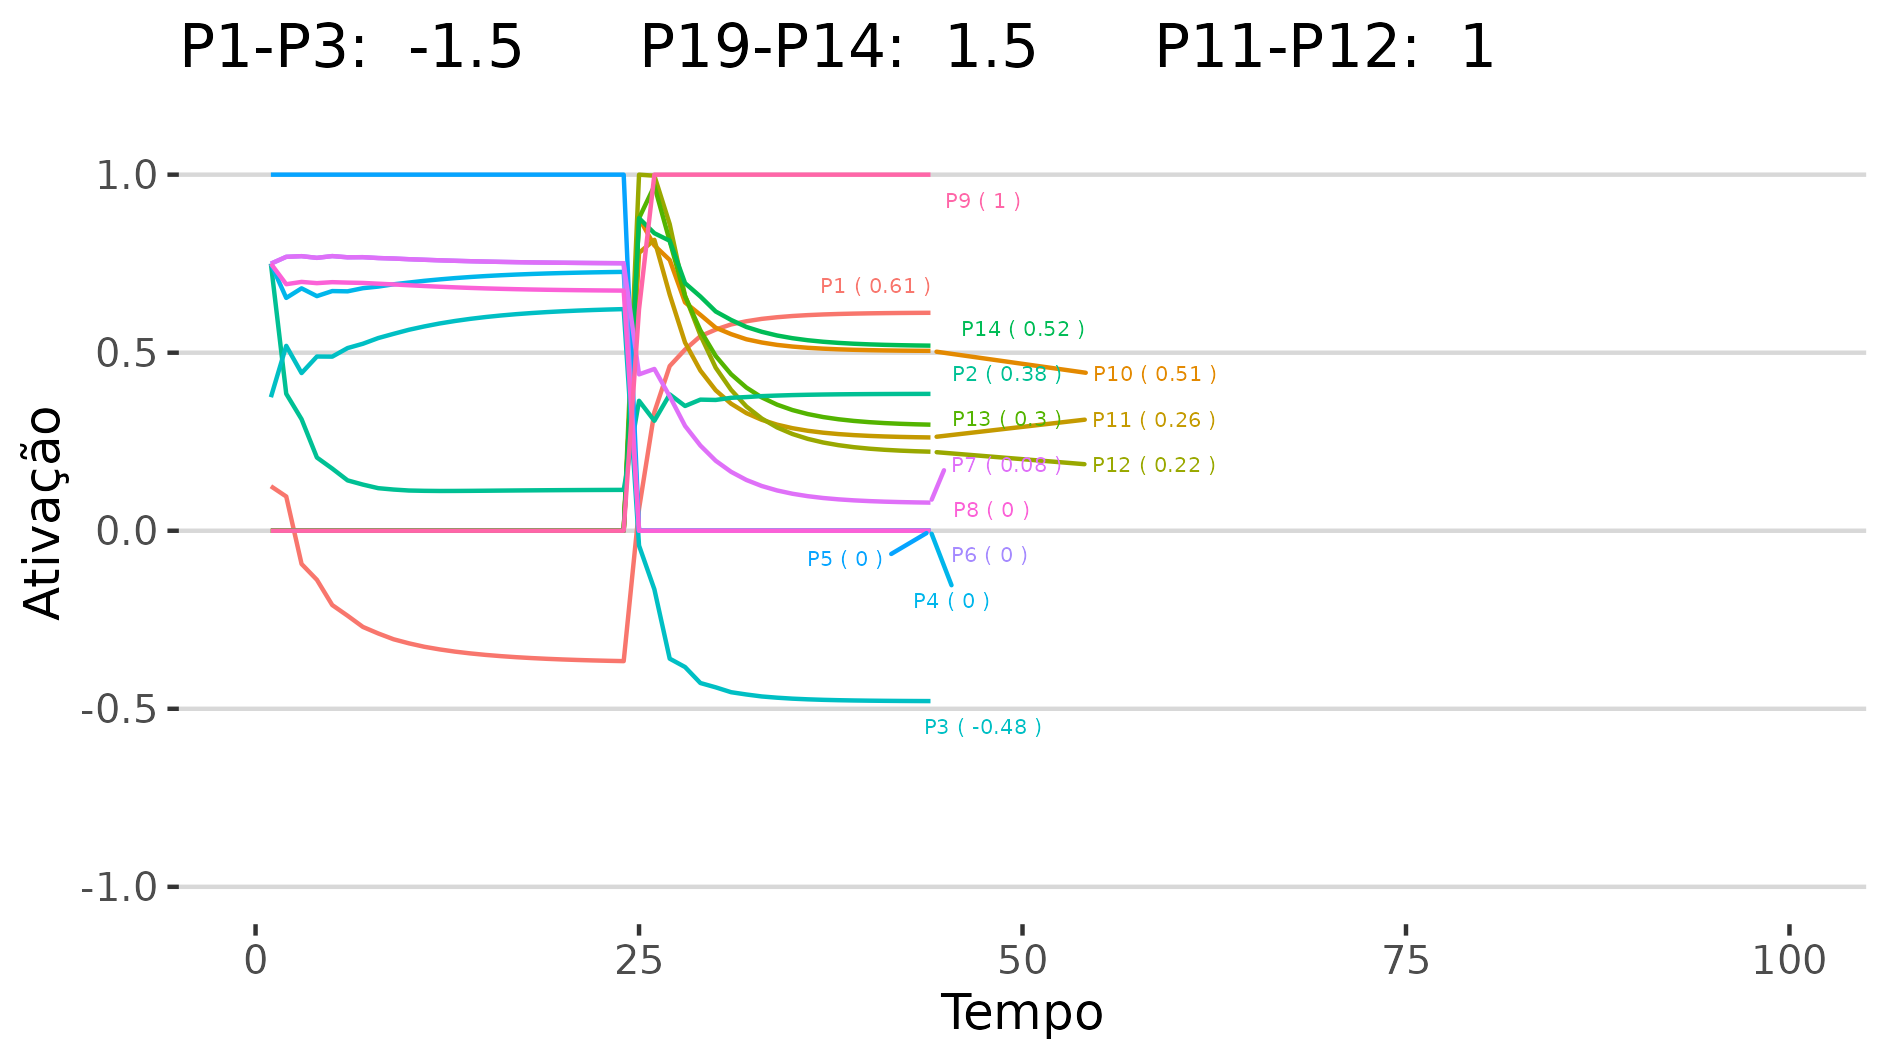 P1-P3: -1.5 P19-P14: 1.5 P11-P12: 1
Ativação
1.0
0.5
0.0
-0.5
-1.0
P9 ( 1 )
P1 ( 0.61 )
P14 ( 0.52 )
P2 ( 0.38 ) P10 ( 0.51 )
P13 ( 0.3 ) P11 ( 0.26 )
P7 ( 0.08 ) P12 ( 0.22 )
P8 ( 0 )
P5 ( 0 ) P6 ( 0 )
P4 ( 0 )
P3 ( -0.48 )
0 25 50 75 100
Tempo